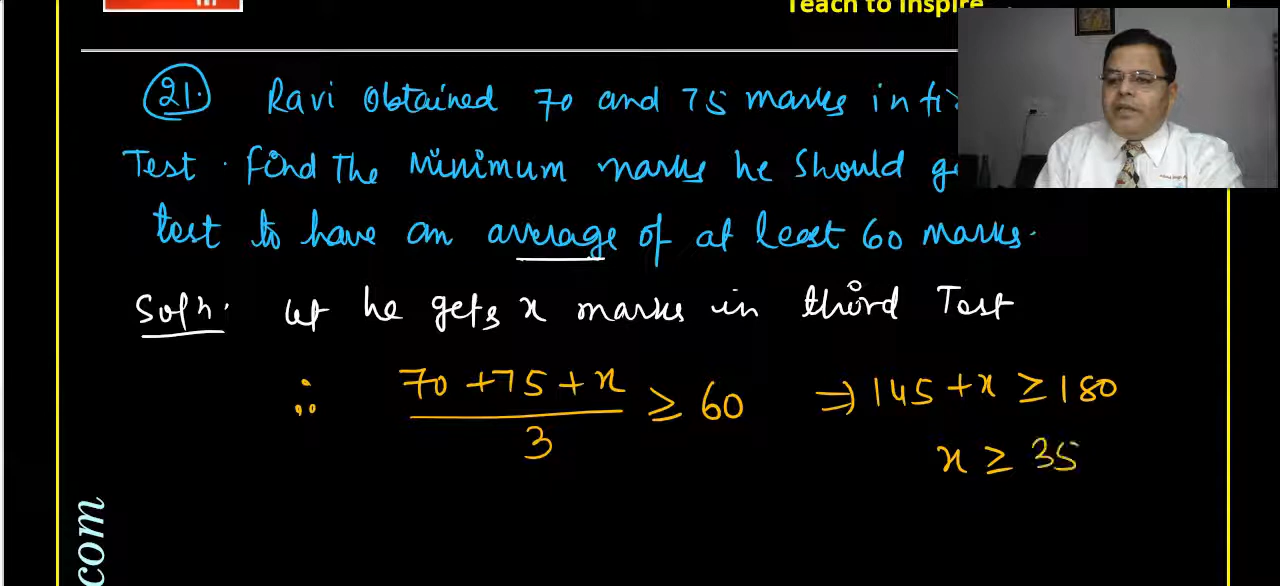 Teach to Inspire
21. Ravi Obtained 70 and 75 marks in
Test. Find The Minimum marks he should
test to have an average of at least 60 marks.
Soln. let he gets x marks in third Test
∴ (70+75+x)/3 ≥ 60 ⇒ 145+x ≥ 180
x ≥ 35
com